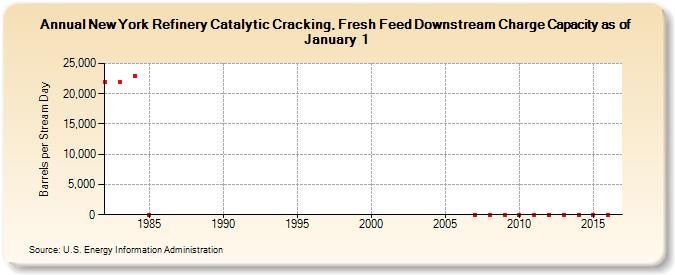 Annual New York Refinery Catalytic Cracking, Fresh Feed Downstream Charge Capacity as of
January 1
Barrels per Stream Day
25,000
20,000
15,000
10,000
5,000
0
1985 1990 1995 2000 2005 2010 2015
Source: U.S. Energy Information Administration